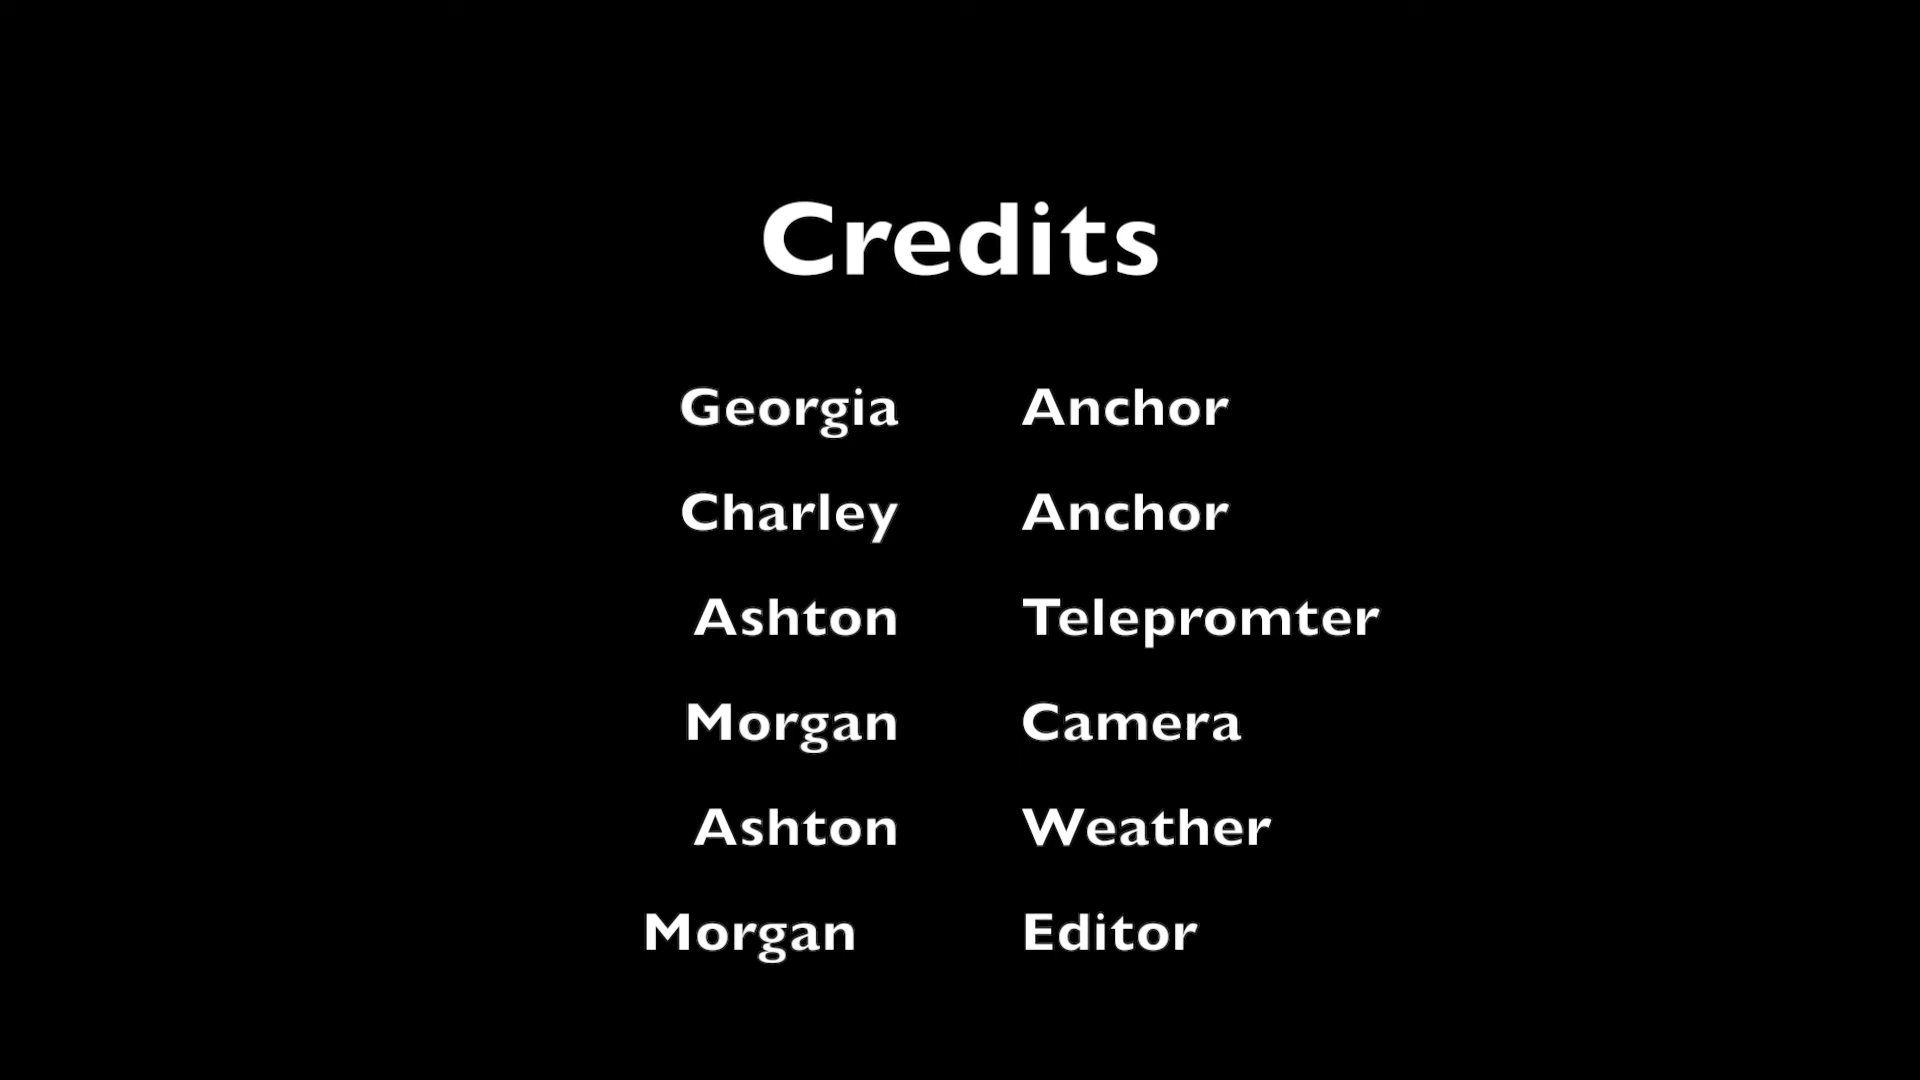 Credits
Georgia Anchor
Charley Anchor
Ashton Telepromter
Morgan Camera
Ashton Weather
Morgan Editor